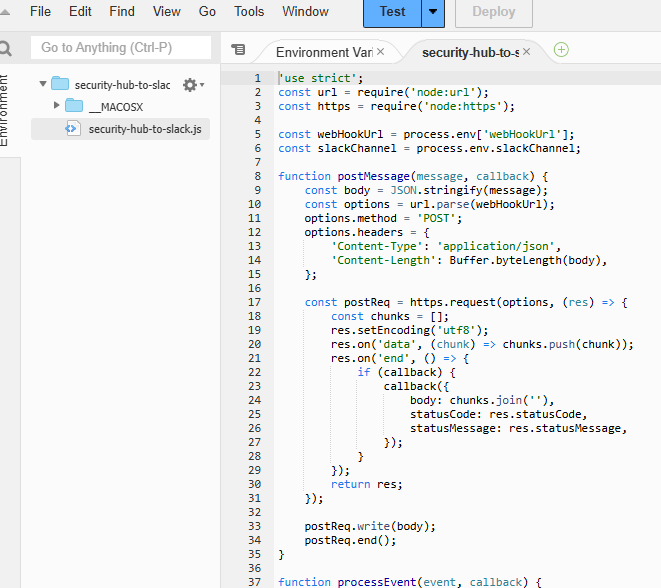 File Edit Find View Go Tools Window Test Deploy
Go to Anything (Ctrl-P)
Environment Vari
security-hub-to-s
Environment
security-hub-to-slac
__MACOSX
security-hub-to-slack.js
1 'use strict';
2 const url = require('node:url');
3 const https = require('node:https');
4
5 const webHookUrl = process.env['webHookUrl'];
6 const slackChannel = process.env.slackChannel;
7
8 function postMessage(message, callback) {
9 const body = JSON.stringify(message);
10 const options = url.parse(webHookUrl);
11 options.method = 'POST';
12 options.headers = {
13 'Content-Type': 'application/json',
14 'Content-Length': Buffer.byteLength(body),
15 };
16
17 const postReq = https.request(options, (res) => {
18 const chunks = [];
19 res.setEncoding('utf8');
20 res.on('data', (chunk) => chunks.push(chunk));
21 res.on('end', () => {
22 if (callback) {
23 callback({
24 body: chunks.join(''),
25 statusCode: res.statusCode,
26 statusMessage: res.statusMessage,
27 });
28 }
29 });
30 return res;
31 });
32
33 postReq.write(body);
34 postReq.end();
35 }
36
37 function processEvent(event, callback) {